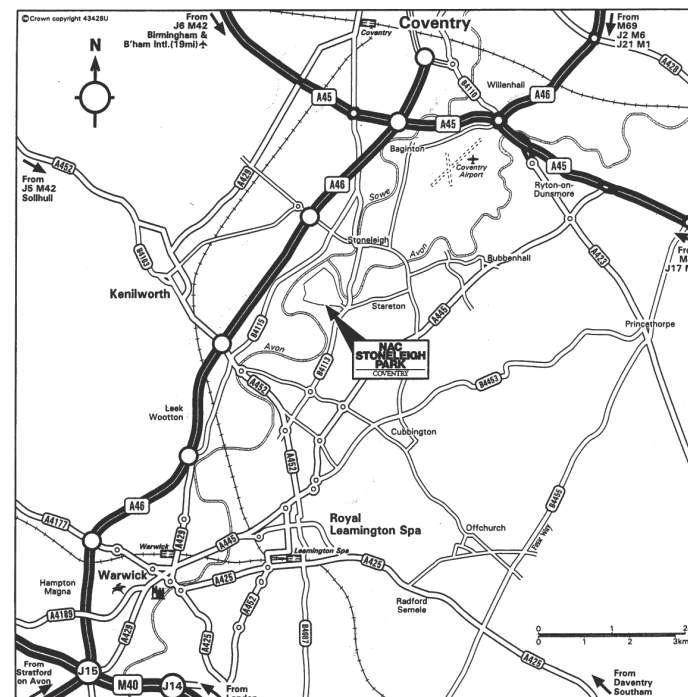 ©Crown copyright 43428U
From
J6 M42
Birmingham &
B'ham Intl.(19mi)
Coventry
Coventry
From
M69
J2 M6
J21 M1
N
A428
Willenhall
B4110
A46
A45
A45
Baginton
A45
Coventry
Airport
Ryton-on-
Dunsmore
A452
From
J5 M42
Solihull
A429
A46
Sowe
Stoneleigh
Avon
Bubbenhall
A423
J17 M
B4103
Kenilworth
Stareton
A445
Princethorpe
B4115
Avon
B4113
NAC
STONELEIGH
PARK
COVENTRY
A452
B4453
Leek
Wootton
Cubbington
A452
B4455
A46
Royal
Leamington Spa
A4177
A429
A445
Offchurch
Fosse Way
Warwick
Leamington Spa
Warwick
A425
A425
Hampton
Magna
Radford
Semele
A4189
A429
A425
A452
B4087
0
2
0
3km
A425
From
Stratford
on Avon
J15
M40
J14
From
London
From
Daventry
Southam